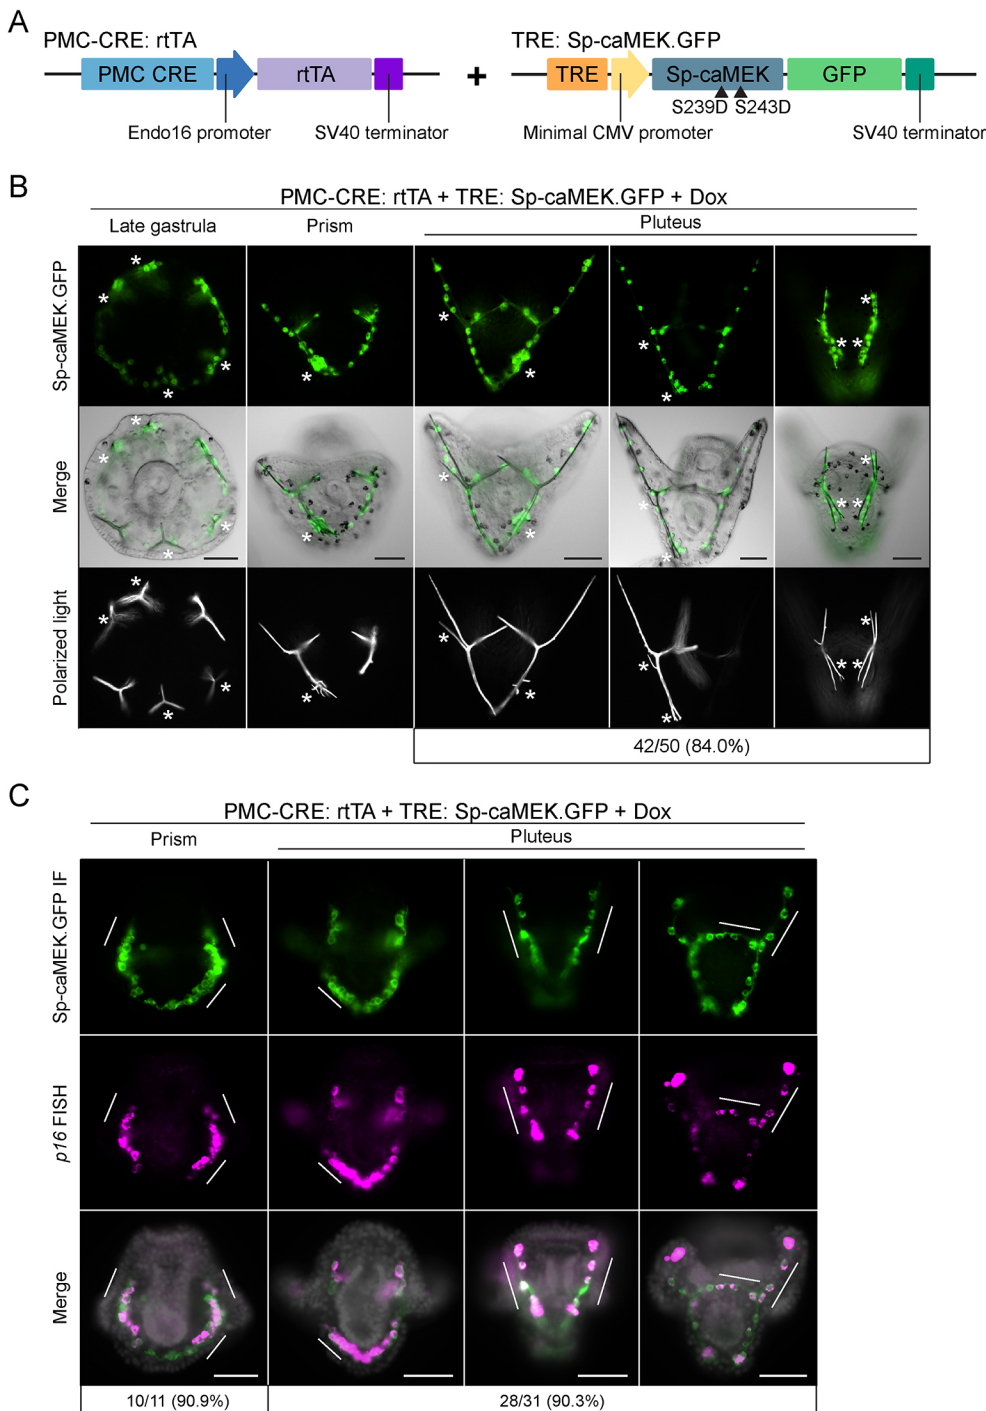 A
PMC-CRE: rtTA
TRE: Sp-caMEK.GFP
PMC CRE
rtTA
+
TRE
Sp-caMEK
GFP
S239D
S243D
Endo16 promoter
SV40 terminator
Minimal CMV promoter
SV40 terminator
B
PMC-CRE: rtTA + TRE: Sp-caMEK.GFP + Dox
Late gastrula
Prism
Pluteus
Sp-caMEK.GFP
* * * *
*
* *
* *
* * *
Merge
* * * *
*
* *
* *
* * *
Polarized light
* * * *
*
* *
* *
* * *
42/50 (84.0%)
C
PMC-CRE: rtTA + TRE: Sp-caMEK.GFP + Dox
Prism
Pluteus
Sp-caMEK.GFP IF
p16 FISH
Merge
10/11 (90.9%)
28/31 (90.3%)